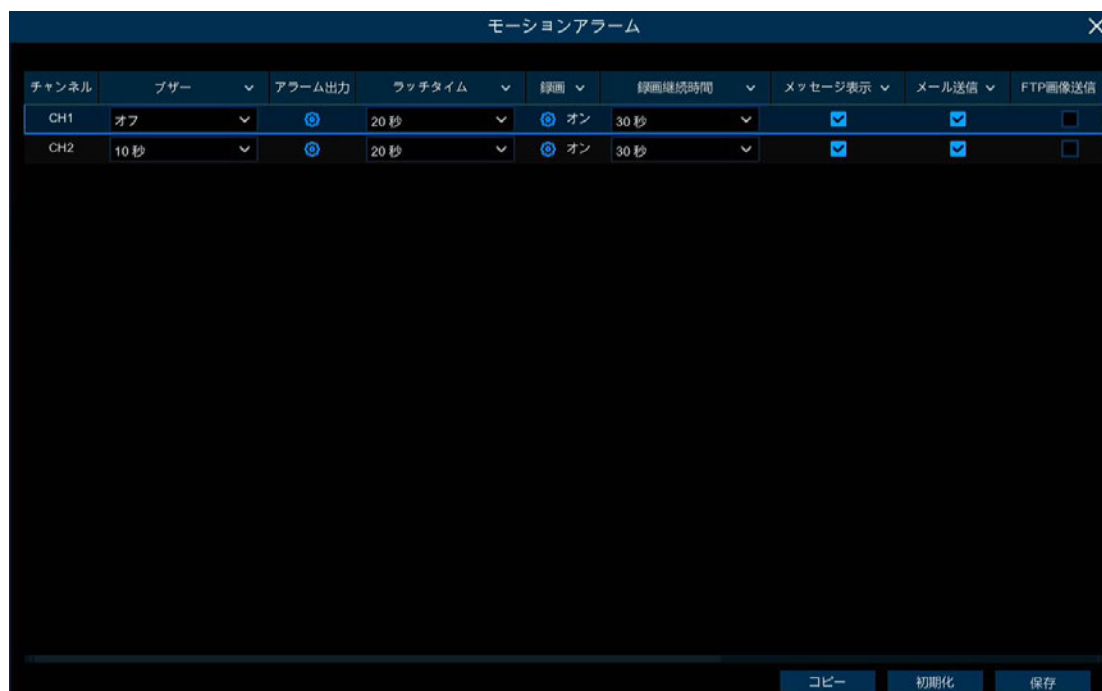 モーションアラーム
チャンネル ブザー アラーム出力 ラッチタイム 録画 録画継続時間 メッセージ表示 メール送信 FTP画像送信
CH1 オフ 20 秒 オン 30 秒
CH2 10 秒 20 秒 オン 30 秒
コピー 初期化 保存